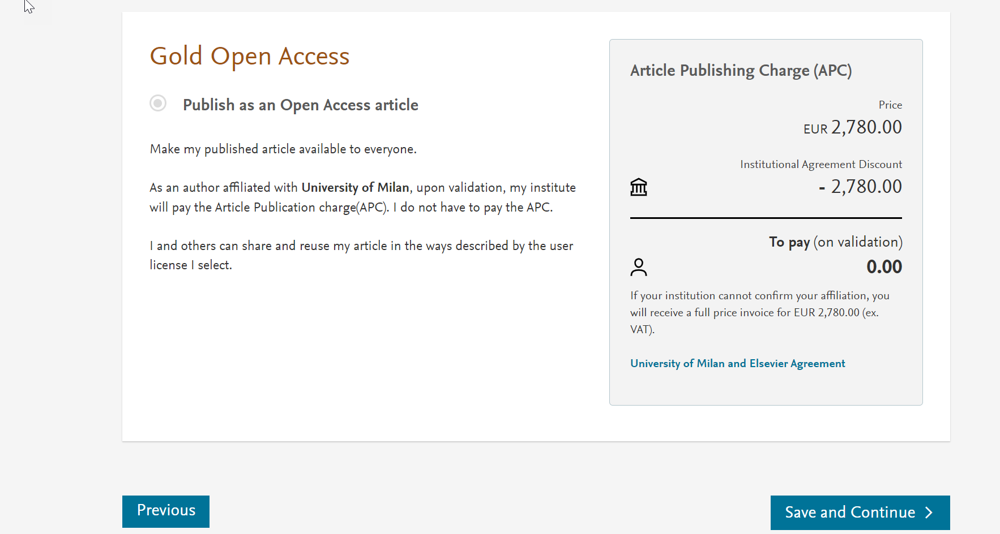 Gold Open Access
Publish as an Open Access article
Make my published article available to everyone.
As an author affiliated with University of Milan, upon validation, my institute
will pay the Article Publication charge(APC). I do not have to pay the APC.
I and others can share and reuse my article in the ways described by the user
license I select.
Article Publishing Charge (APC)
Price
EUR 2,780.00
Institutional Agreement Discount
- 2,780.00
To pay (on validation)
0.00
If your institution cannot confirm your affiliation, you
will receive a full price invoice for EUR 2,780.00 (ex.
VAT).
University of Milan and Elsevier Agreement
Previous
Save and Continue